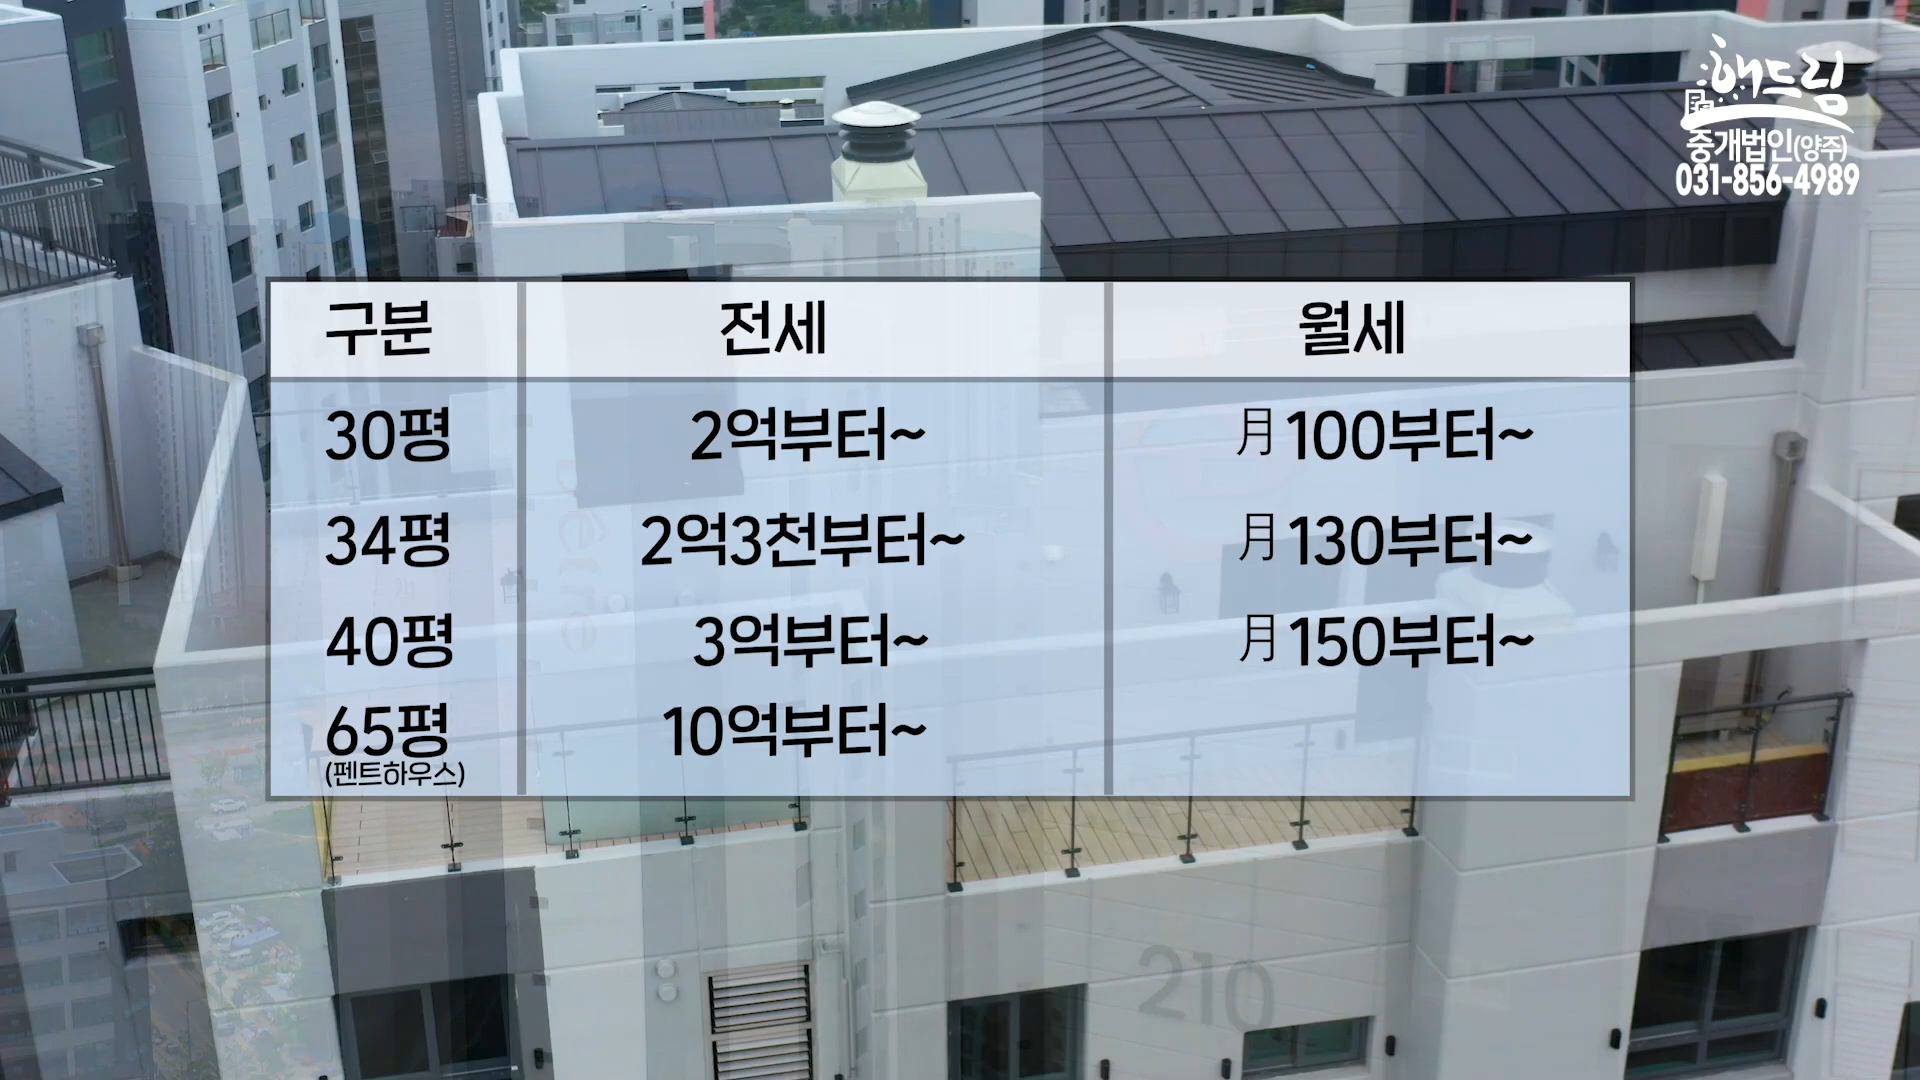 해드림
중개법인(양주)
031-856-4989
구분 전세 월세
30평 2억부터~ 月100부터~
34평 2억3천부터~ 月130부터~
40평 3억부터~ 月150부터~
65평 10억부터~
(펜트하우스)
210